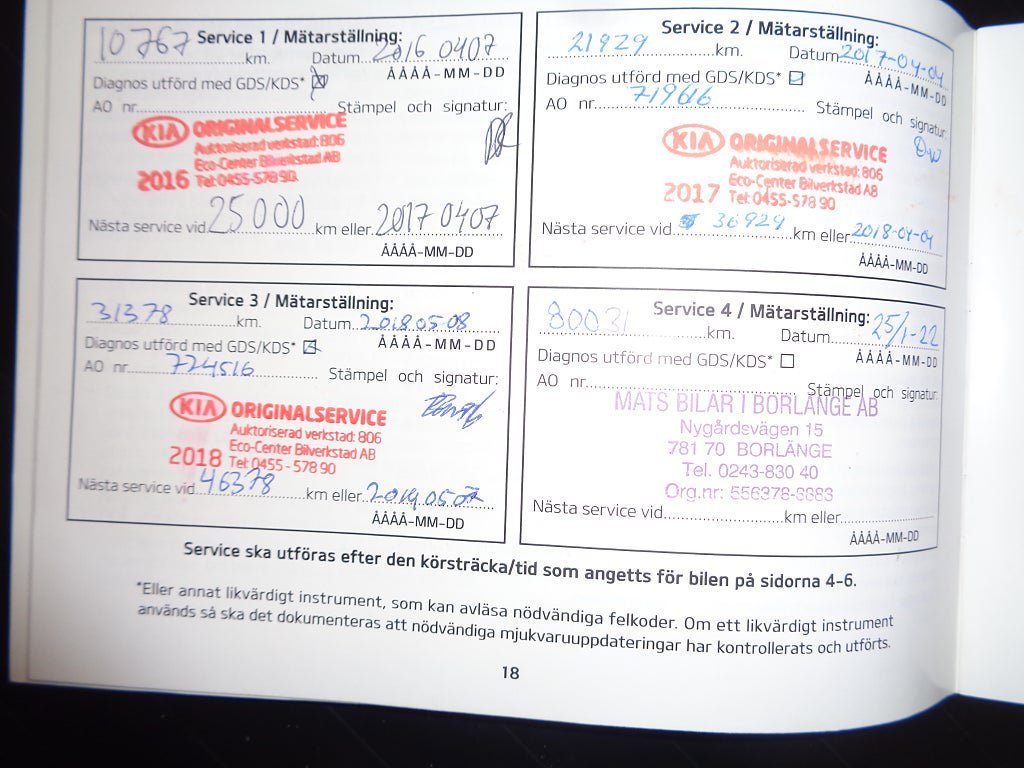 Service 1 / Mätarställning:
10767 km. Datum 2016 0407
Diagnos utförd med GDS/KDS* ÅÅÅÅ-MM-DD
AO nr. Stämpel och signatur:
KIA ORIGINALSERVICE
Auktoriserad verkstad: 806
Eco-Center Bilverkstad AB
2016 Tel: 0455-578 90
Nästa service vid 25000 km eller 2017 0407
ÅÅÅÅ-MM-DD
Service 2 / Mätarställning:
21929 km. Datum 2017-04-04
Diagnos utförd med GDS/KDS* ÅÅÅÅ-MM-DD
AO nr. 719616 Stämpel och signatur:
KIA ORIGINALSERVICE
Auktoriserad verkstad: 806
Eco-Center Bilverkstad AB
2017 Tel: 0455-578 90
Nästa service vid 36929 km eller 2018-04-04
ÅÅÅÅ-MM-DD
Service 3 / Mätarställning:
31378 km. Datum 2018 05-08
Diagnos utförd med GDS/KDS* ÅÅÅÅ-MM-DD
AO nr. 724516 Stämpel och signatur:
KIA ORIGINALSERVICE
Auktoriserad verkstad: 806
Eco-Center Bilverkstad AB
2018 Tel: 0455-578 90
Nästa service vid 46378 km eller
ÅÅÅÅ-MM-DD
Service 4 / Mätarställning:
80031 km. Datum 25/1-22
Diagnos utförd med GDS/KDS* ÅÅÅÅ-MM-DD
AO nr. Stämpel och signatur:
MATS BILAR I BORLÄNGE AB
Nygårdsvägen 15
781 70 BORLÄNGE
Tel. 0243-830 40
Org.nr:
Nästa service vid km eller
ÅÅÅÅ-MM-DD
Service ska utföras efter den körsträcka/tid som angetts för bilen på sidorna 4-6.
*Eller annat likvärdigt instrument, som kan avläsa nödvändiga felkoder. Om ett likvärdigt instrument
används så ska det dokumenteras att nödvändiga mjukvaruuppdateringar har kontrollerats och utförts.
18